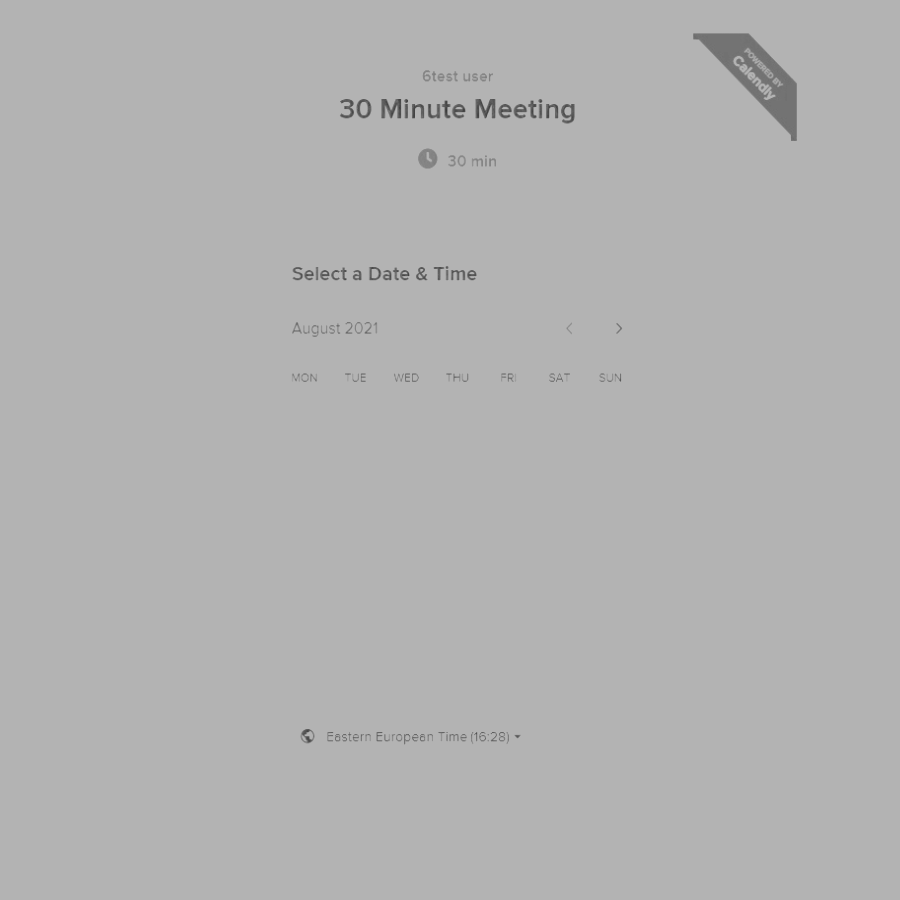 POWERED BY
Calendly
6test user
30 Minute Meeting
30 min
Select a Date & Time
August 2021
MON TUE WED THU FRI SAT SUN
Eastern European Time (16:28)